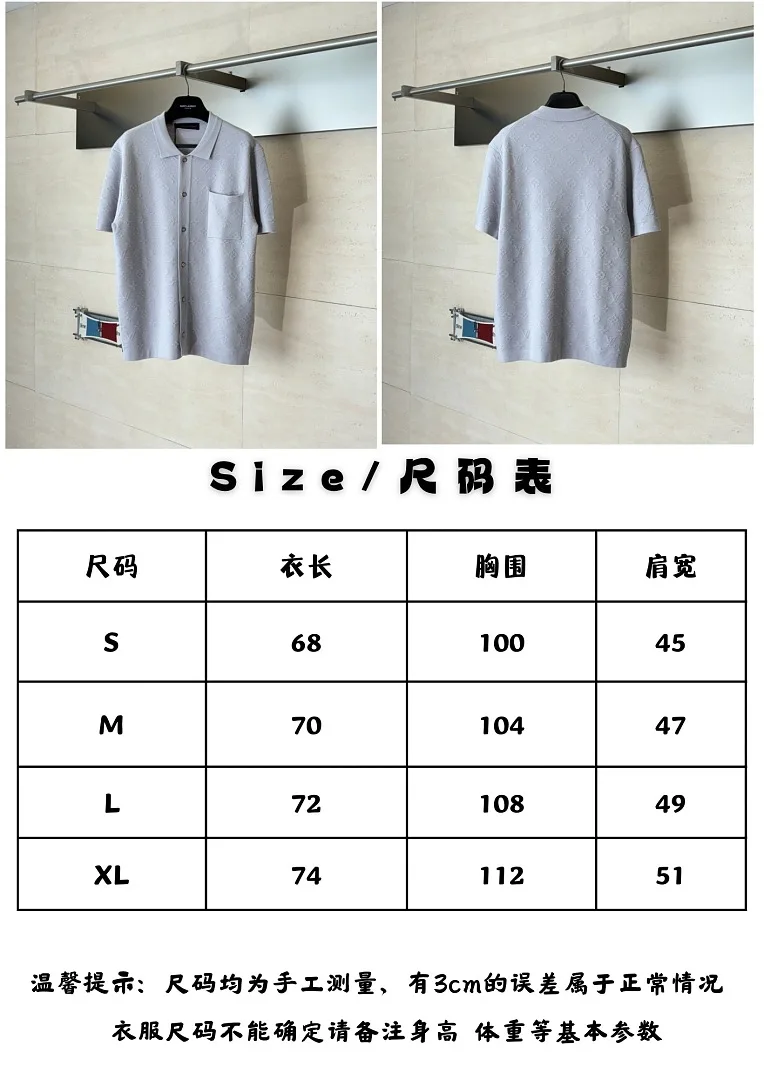 Size/尺码表
尺码 衣长 胸围 肩宽
S 68 100 45
M 70 104 47
L 72 108 49
XL 74 112 51
温馨提示：尺码均为手工测量，有3cm的误差属于正常情况
衣服尺码不能确定请备注身高 体重等基本参数